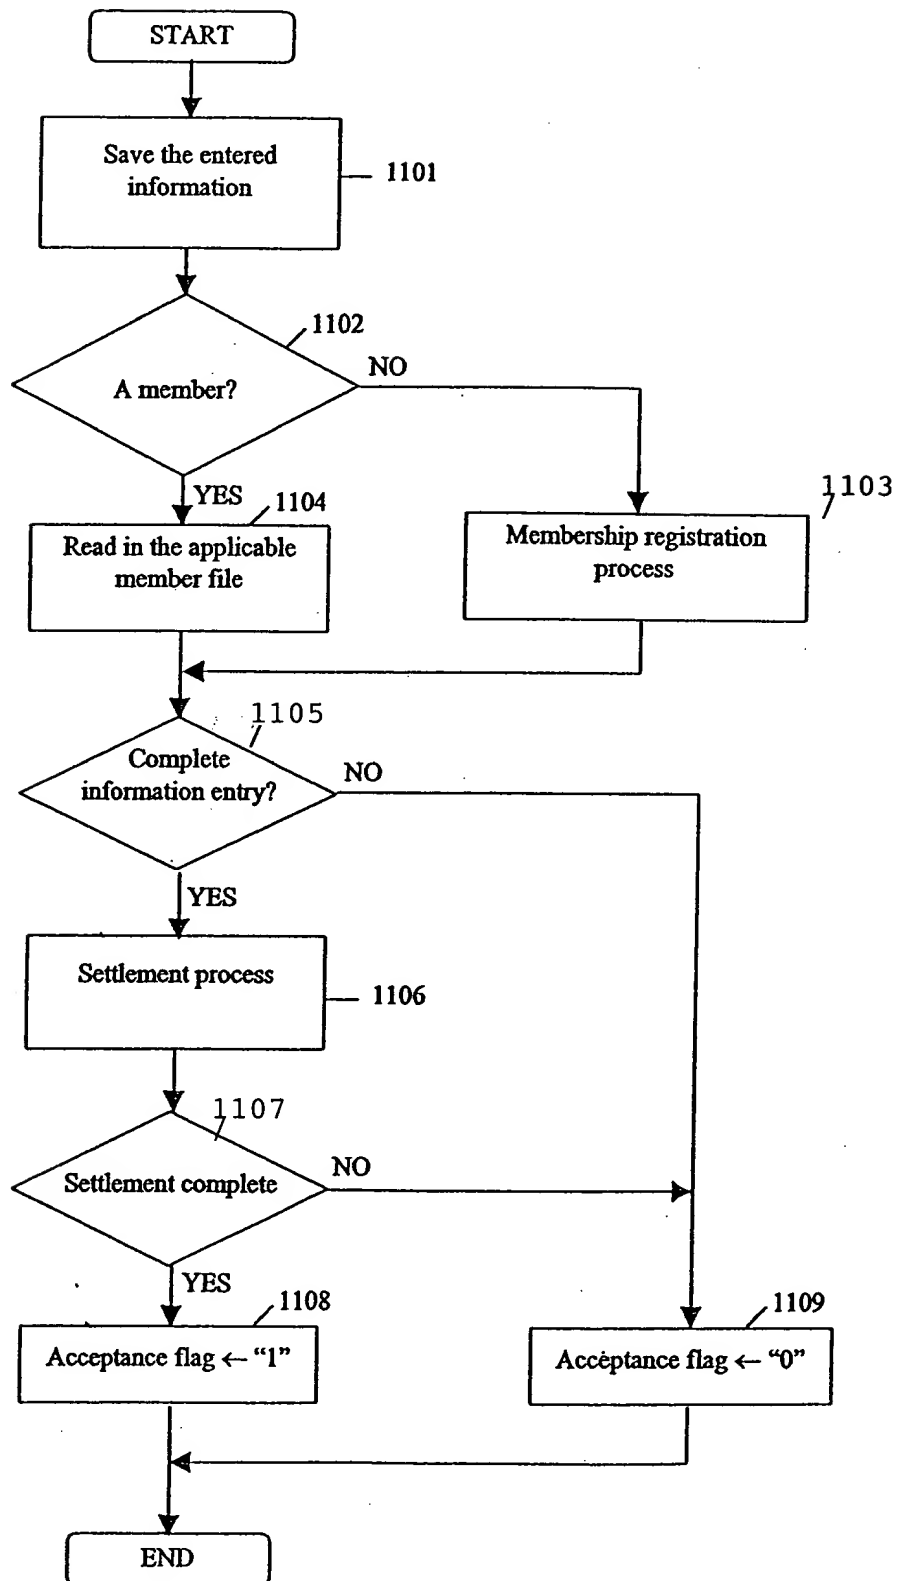 START
Save the entered
information
1101
1102
NO
A member?
YES
1104
1103
Read in the applicable
member file
Membership registration
process
1105
Complete
information entry?
NO
YES
Settlement process
1106
1107
Settlement complete
NO
YES
1108
1109
Acceptance flag ← “1”
Acceptance flag ← “0”
END